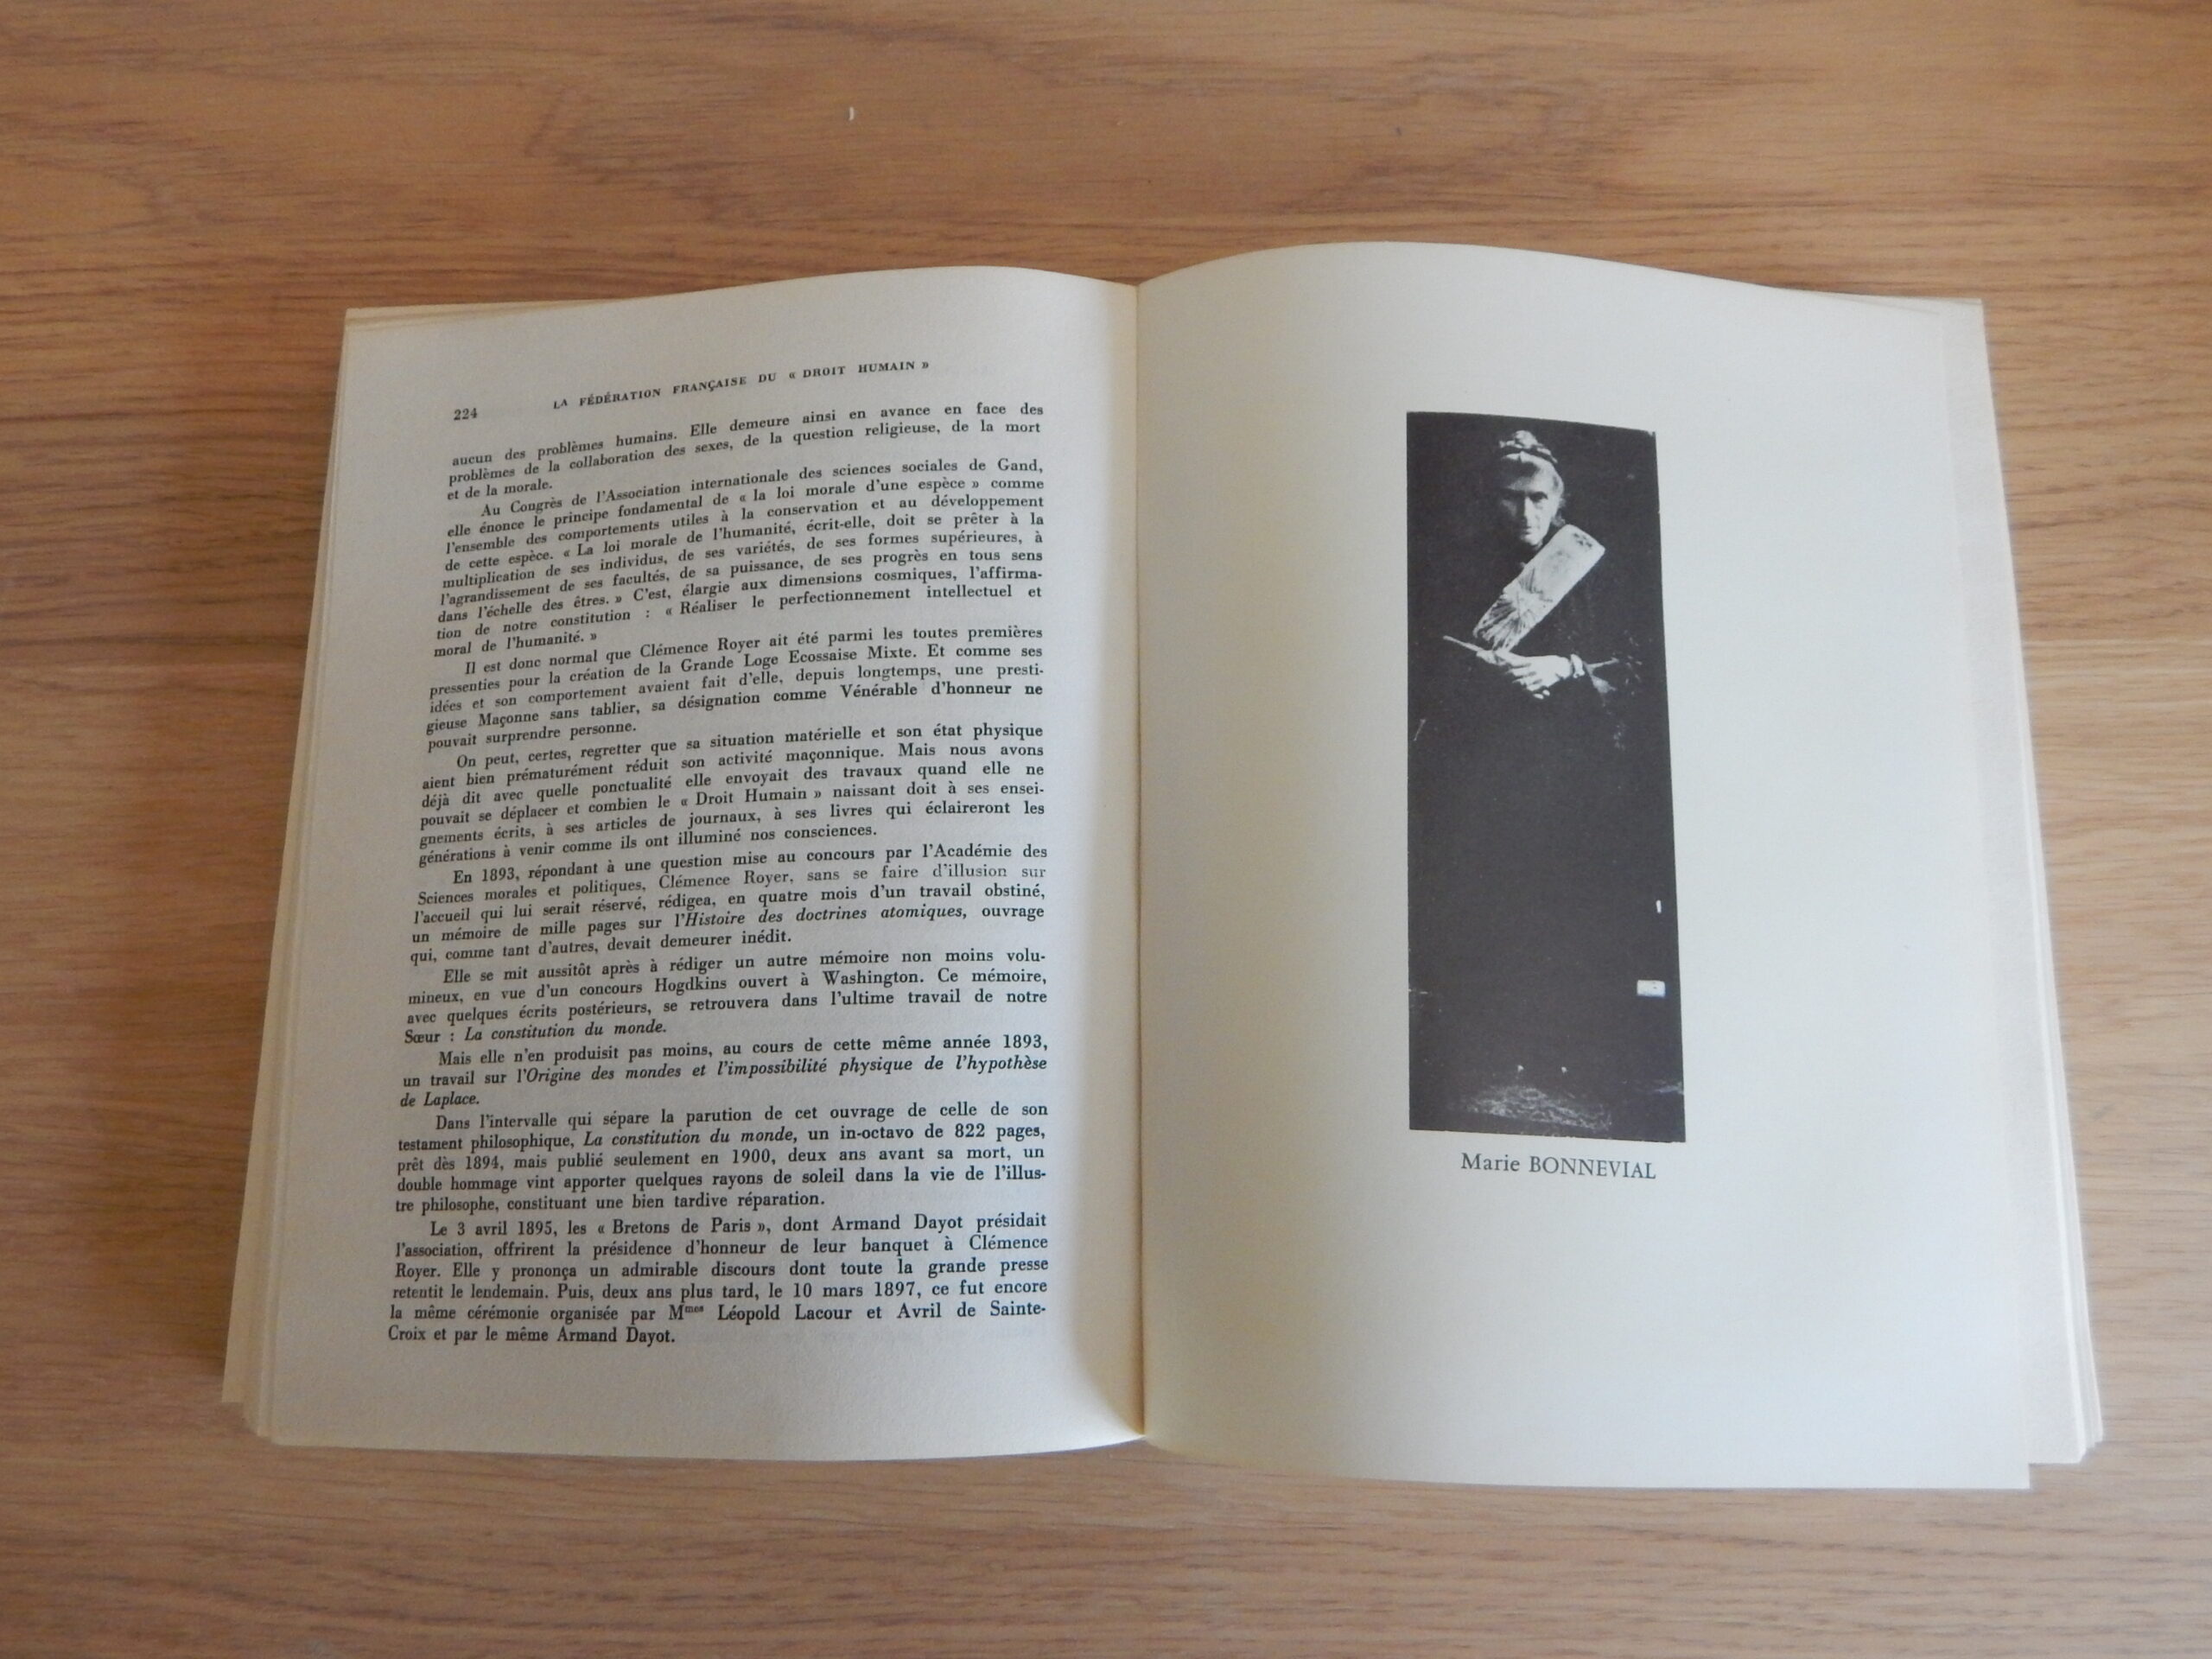 224 LA FÉDÉRATION FRANÇAISE DU « DROIT HUMAIN »
aucun des problèmes humains. Elle demeure ainsi en avance en face des
problèmes de la collaboration des sexes, de la question religieuse, de la mort
et de la morale.
Au Congrès de l'Association internationale des sciences sociales de Gand,
elle énonce le principe fondamental de « la loi morale d'une espèce » comme
l'ensemble des comportements utiles à la conservation et au développement
de cette espèce. « La loi morale de l'humanité, écrit-elle, doit se prêter à la
multiplication de ses individus, de ses variétés, de ses formes supérieures, à
l'agrandissement de ses facultés, de sa puissance, de ses progrès en tous sens
dans l'échelle des êtres. » C'est, élargie aux dimensions cosmiques, l'affirma-
tion de notre constitution : « Réaliser le perfectionnement intellectuel et
moral de l'humanité. »
Il est donc normal que Clémence Royer ait été parmi les toutes premières
pressenties pour la création de la Grande Loge Ecossaise Mixte. Et comme ses
idées et son comportement avaient fait d'elle, depuis longtemps, une presti-
gieuse Maçonne sans tablier, sa désignation comme Vénérable d'honneur ne
pouvait surprendre personne.
On peut, certes, regretter que sa situation matérielle et son état physique
aient bien prématurément réduit son activité maçonnique. Mais nous avons
déjà dit avec quelle ponctualité elle envoyait des travaux quand elle ne
pouvait se déplacer et combien le « Droit Humain » naissant doit à ses ensei-
gnements écrits, à ses articles de journaux, à ses livres qui éclaireront les
générations à venir comme ils ont illuminé nos consciences.
En 1893, répondant à une question mise au concours par l'Académie des
Sciences morales et politiques, Clémence Royer, sans se faire d'illusion sur
l'accueil qui lui serait réservé, rédigea, en quatre mois d'un travail obstiné,
un mémoire de mille pages sur l'Histoire des doctrines atomiques, ouvrage
qui, comme tant d'autres, devait demeurer inédit.
Elle se mit aussitôt après à rédiger un autre mémoire non moins volu-
mineux, en vue d'un concours Hogdkins ouvert à Washington. Ce mémoire,
avec quelques écrits postérieurs, se retrouvera dans l'ultime travail de notre
Sœur : La constitution du monde.
Mais elle n'en produisit pas moins, au cours de cette même année 1893,
un travail sur l'Origine des mondes et l'impossibilité physique de l'hypothèse
de Laplace.
Dans l'intervalle qui sépare la parution de cet ouvrage de celle de son
testament philosophique, La constitution du monde, un in-octavo de 822 pages,
prêt dès 1894, mais publié seulement en 1900, deux ans avant sa mort, un
double hommage vint apporter quelques rayons de soleil dans la vie de l'illus-
tre philosophe, constituant une bien tardive réparation.
Le 3 avril 1895, les « Bretons de Paris », dont Armand Dayot présidait
l'association, offrirent la présidence d'honneur de leur banquet à Clémence
Royer. Elle y prononça un admirable discours dont toute la grande presse
retentit le lendemain. Puis, deux ans plus tard, le 10 mars 1897, ce fut encore
la même cérémonie organisée par Mmes Léopold Lacour et Avril de Sainte-
Croix et par le même Armand Dayot.
Marie BONNEVIAL